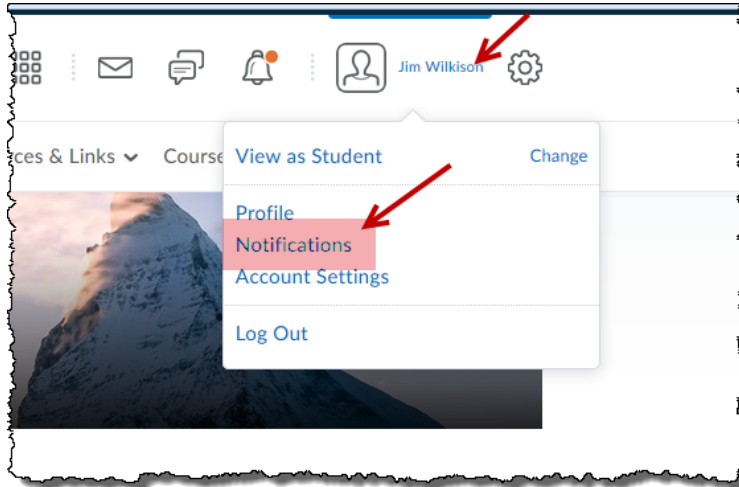 Jim Wilkison
ces & Links Course
View as Student Change
Profile
Notifications
Account Settings
Log Out